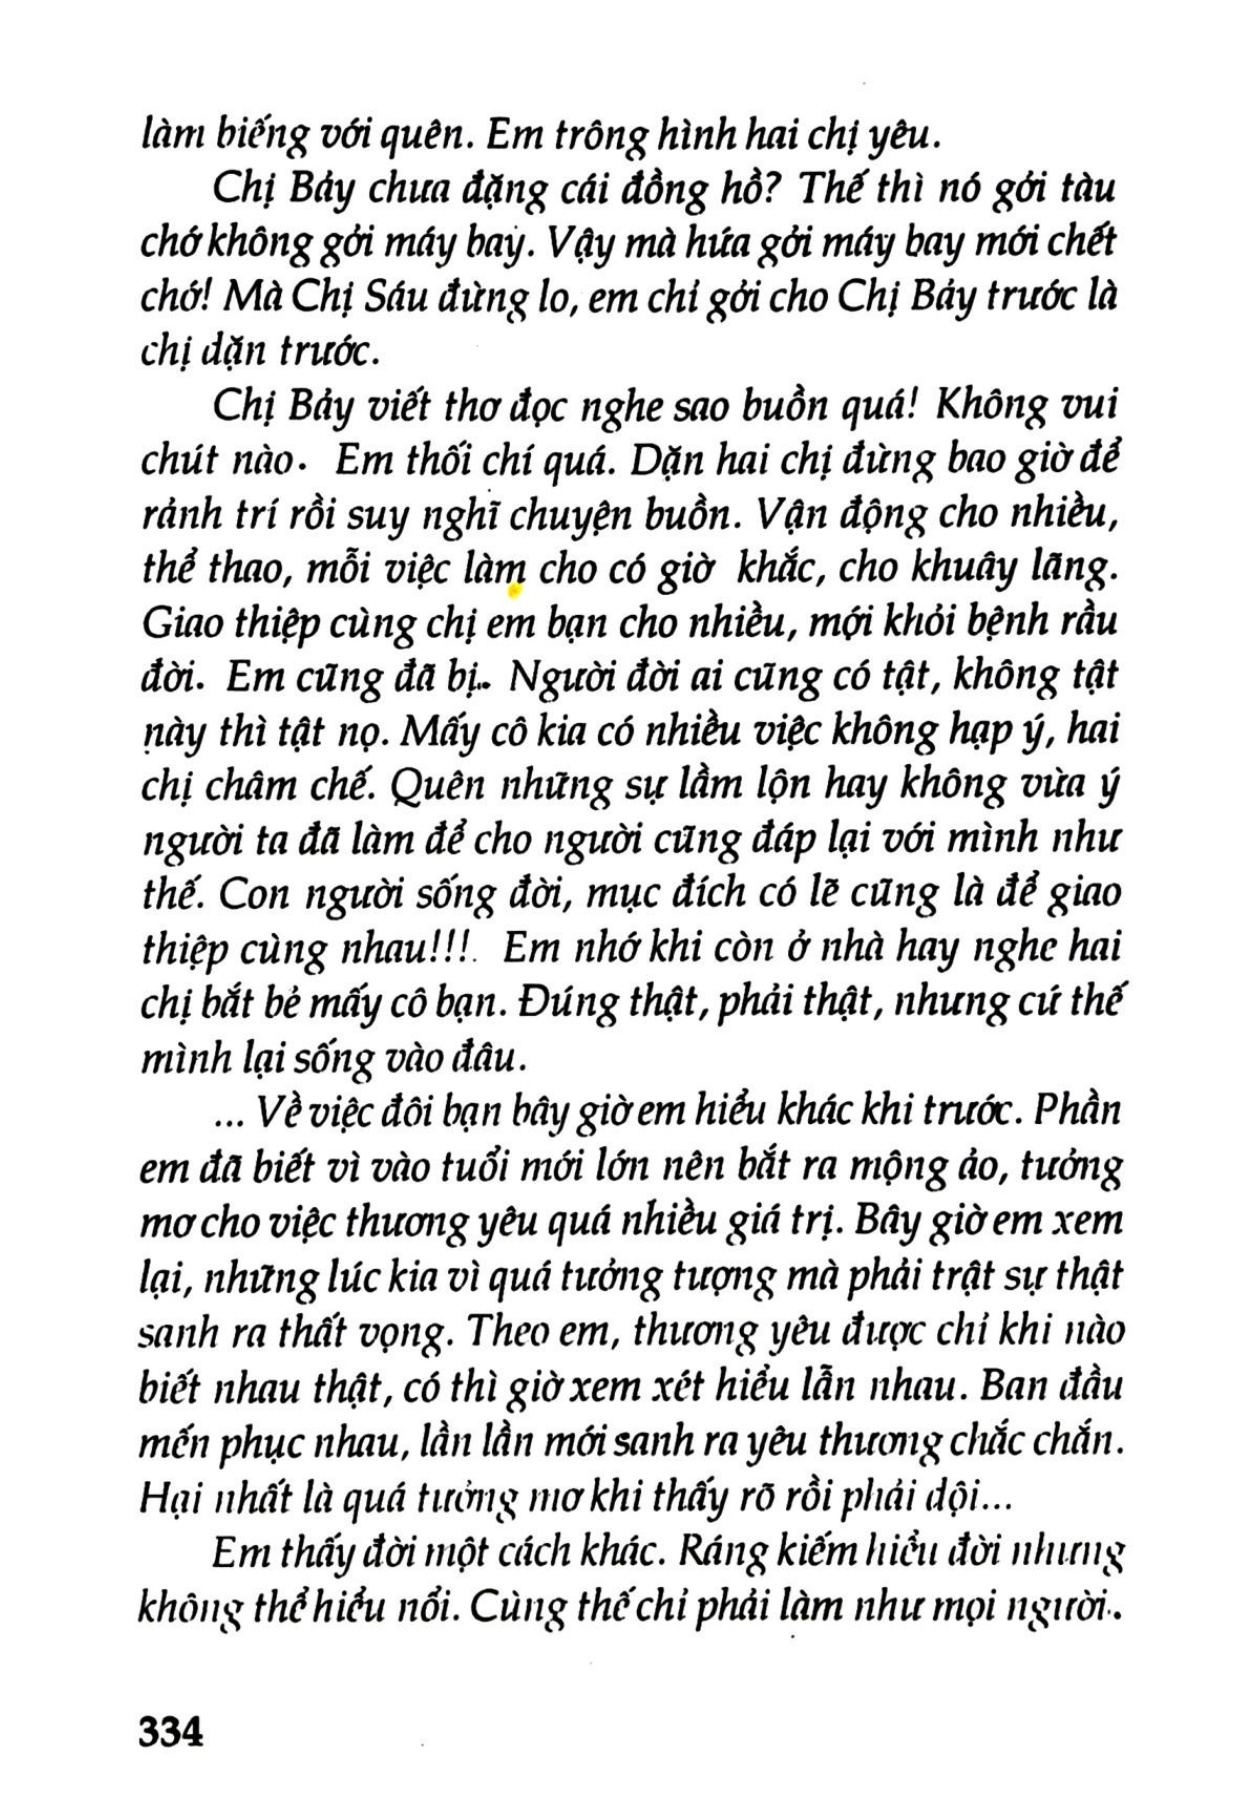 làm biếng với quên. Em trông hình hai chị yêu.
Chị Bảy chưa đặng cái đồng hồ? Thế thì nó gởi tàu
chớ không gởi máy bay. Vậy mà hứa gởi máy bay mới chết
chớ! Mà Chị Sáu đừng lo, em chỉ gởi cho Chị Bảy trước là
chị dặn trước.
Chị Bảy viết thơ đọc nghe sao buồn quá! Không vui
chút nào. Em thối chí quá. Dặn hai chị đừng bao giờ để
rảnh trí rồi suy nghĩ chuyện buồn. Vận động cho nhiều,
thể thao, mỗi việc làm cho có giờ khắc, cho khuây lãng.
Giao thiệp cùng chị em bạn cho nhiều, mới khỏi bệnh rầu
đời. Em cũng đã bị.. Người đời ai cũng có tật, không tật
này thì tật nọ. Mấy cô kia có nhiều việc không hạp ý, hai
chị châm chế. Quên những sự lầm lộn hay không vừa ý
người ta đã làm để cho người cũng đáp lại với mình như
thế. Con người sống đời, mục đích có lẽ cũng là để giao
thiệp cùng nhau!!!. Em nhớ khi còn ở nhà hay nghe hai
chị bắt bẻ mấy cô bạn. Đúng thật, phải thật, nhưng cứ thế
mình lại sống vào đâu.
... Về việc đôi bạn bây giờ em hiểu khác khi trước. Phần
em đã biết vì vào tuổi mới lớn nên bắt ra mộng ảo, tưởng
mơ cho việc thương yêu quá nhiều giá trị. Bây giờ em xem
lại, những lúc kia vì quá tưởng tượng mà phải trật sự thật
sanh ra thất vọng. Theo em, thương yêu được chỉ khi nào
biết nhau thật, có thì giờ xem xét hiểu lẫn nhau. Ban đầu
mến phục nhau, lần lần mới sanh ra yêu thương chắc chắn.
Hại nhất là quá tưởng mơ khi thấy rõ rồi phải dội...
Em thấy đời một cách khác. Ráng kiếm hiểu đời nhưng
không thể hiểu nổi. Cùng thế chỉ phải làm như mọi người..
334